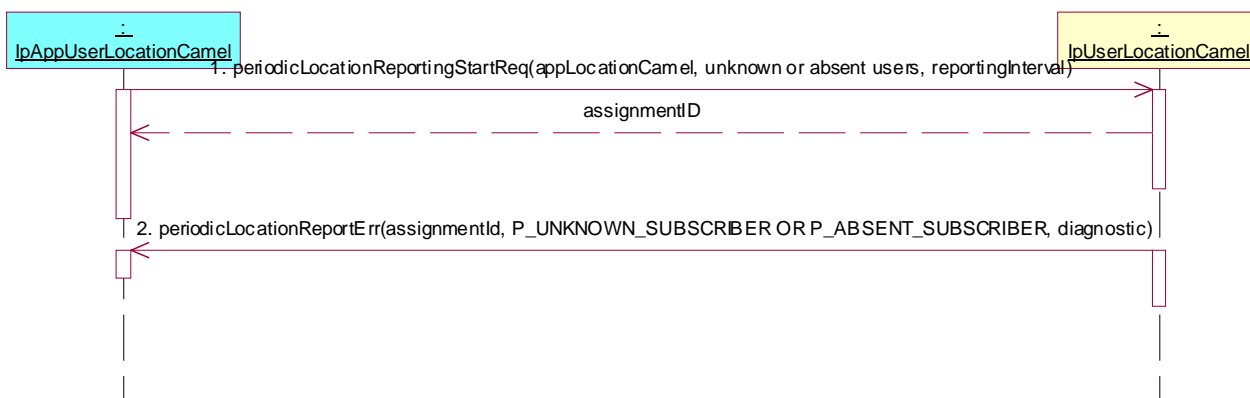 :
IpAppUserLocationCamel
:
IpUserLocationCamel
1. periodicLocationReportingStartReq(appLocationCamel, unknown or absent users, reportingInterval)
assignmentID
2. periodicLocationReportErr(assignmentId, P_UNKNOWN_SUBSCRIBER OR P_ABSENT_SUBSCRIBER, diagnostic)